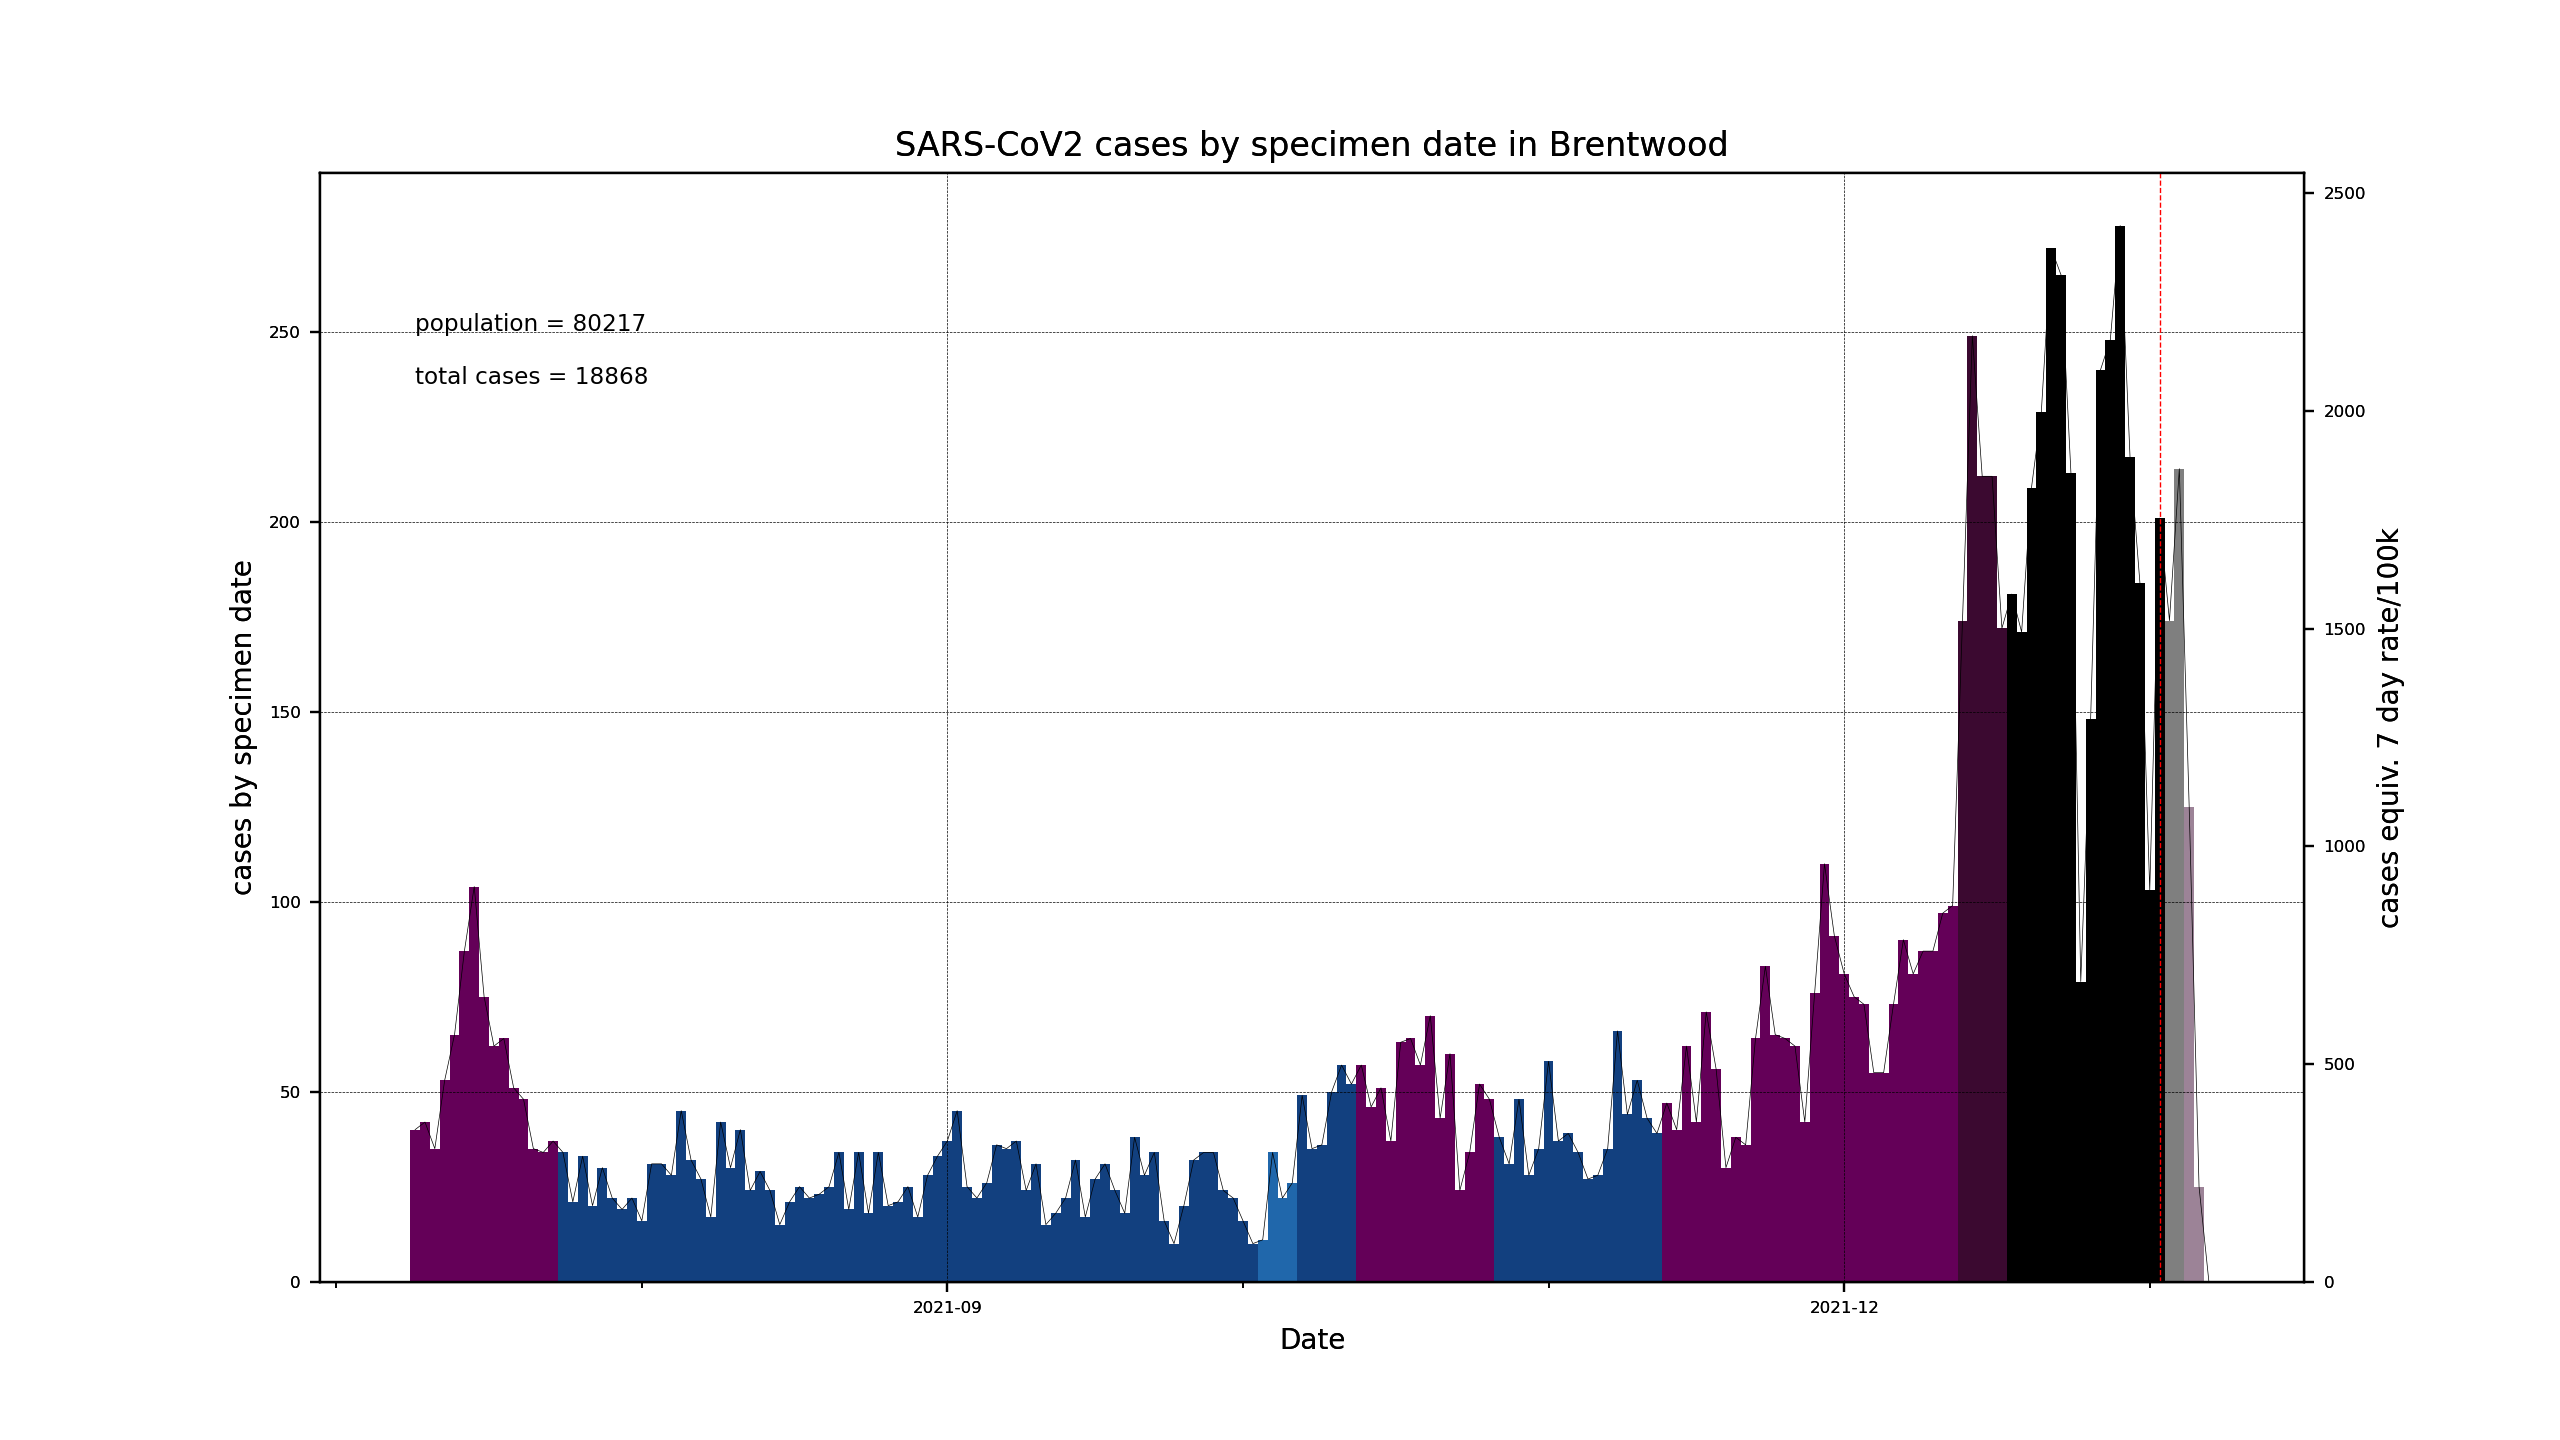 SARS-CoV2 cases by specimen date in Brentwood
population = 80217
total cases = 18868
cases by specimen date
250
200
150
100
50
0
2500
2000
1500
1000
500
0
cases equiv. 7 day rate/100k
2021-09
2021-12
Date